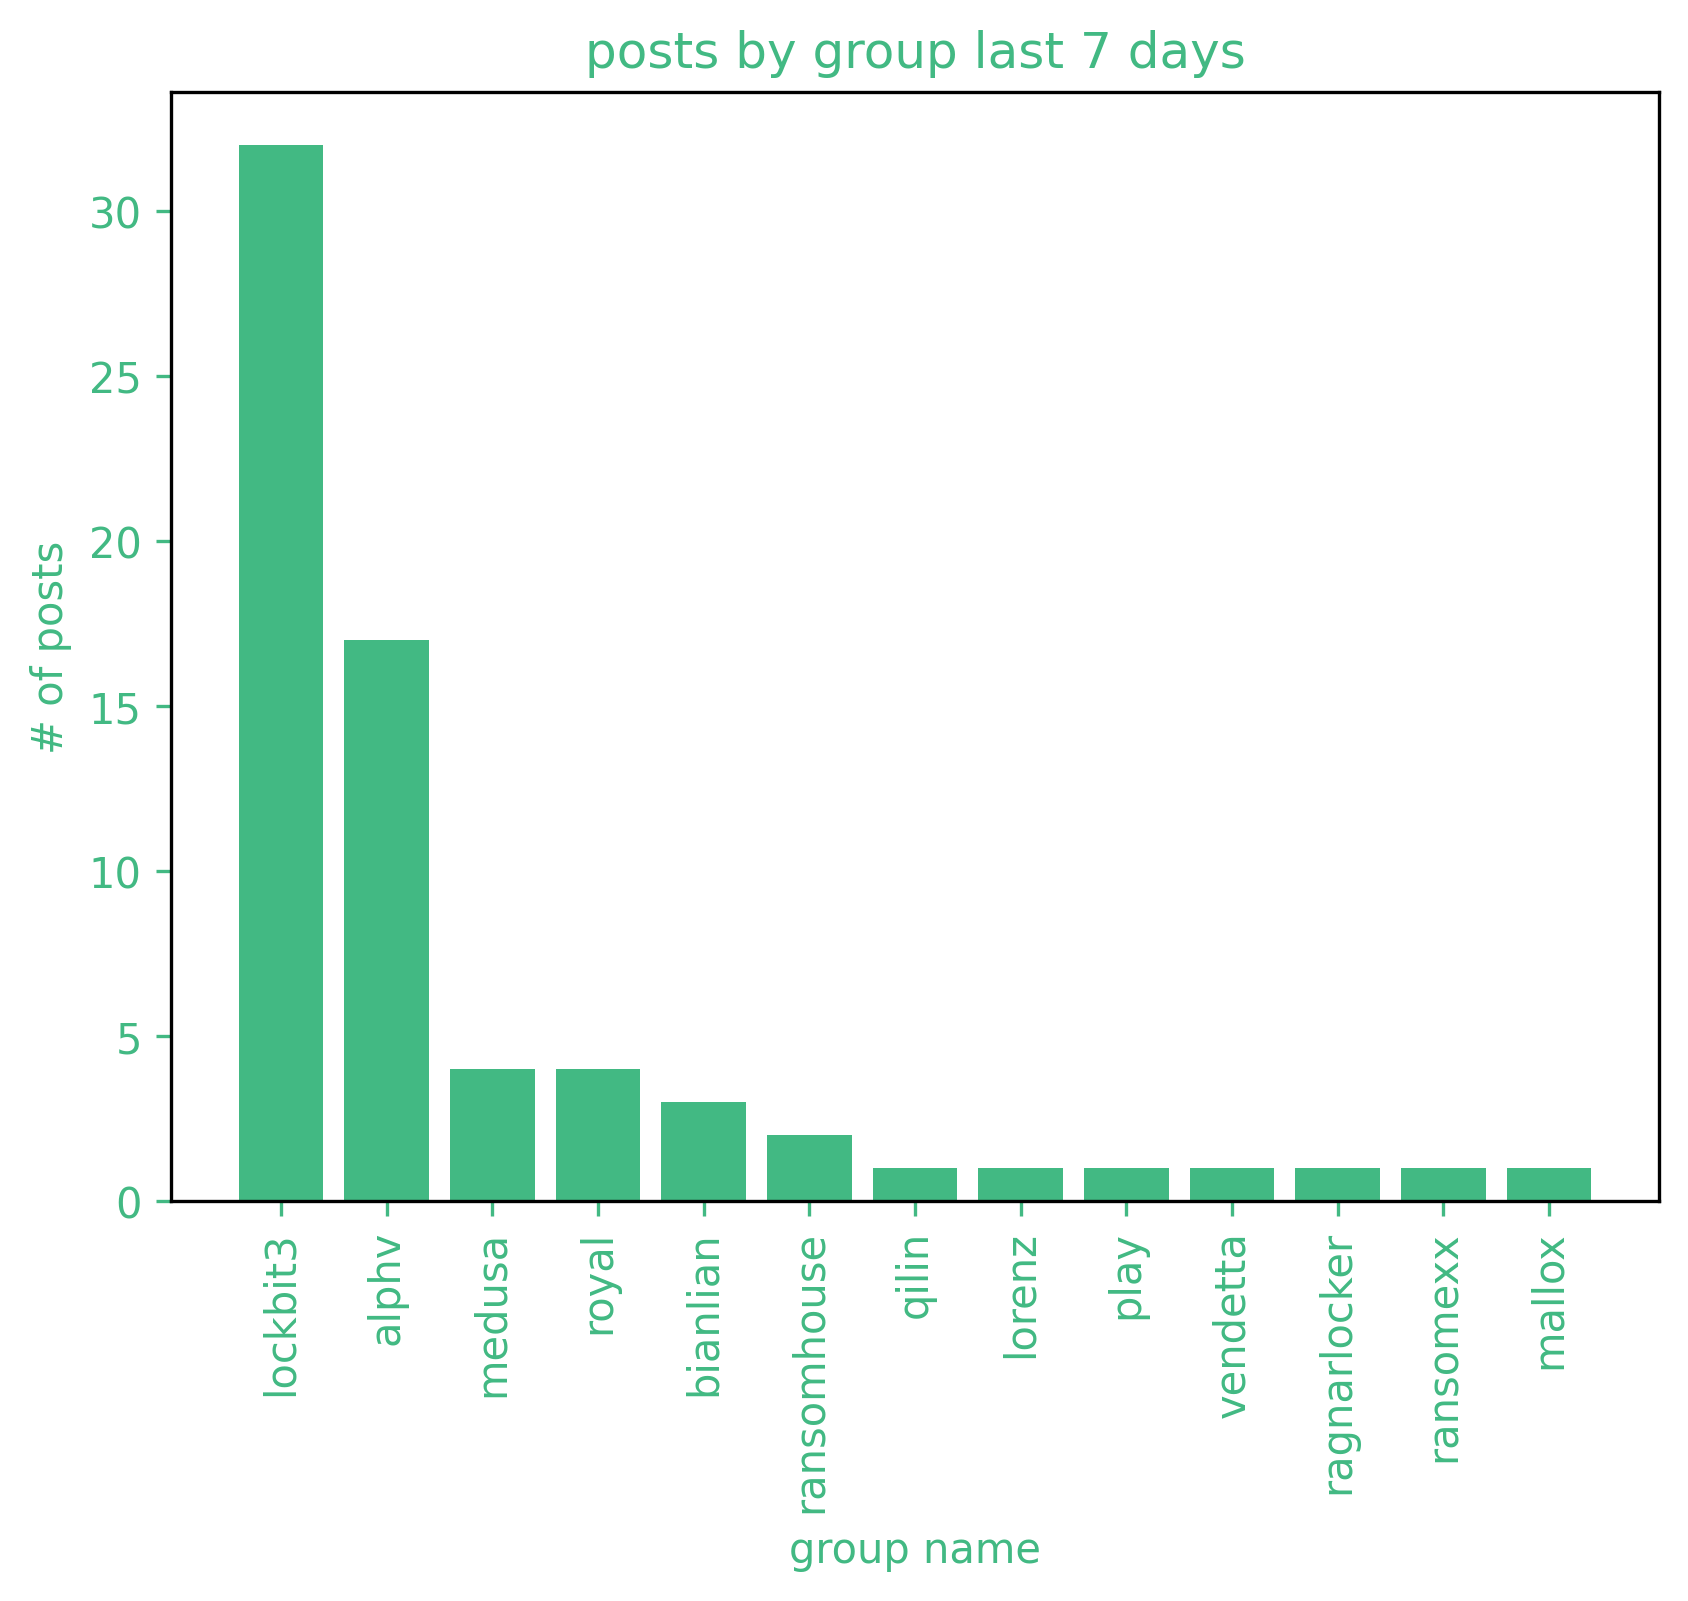 posts by group last 7 days
# of posts
30
25
20
15
10
5
0
lockbit3
alphv
medusa
royal
bianlian
ransomhouse
qilin
lorenz
play
vendetta
ragnarlocker
ransomexx
mallox
group name